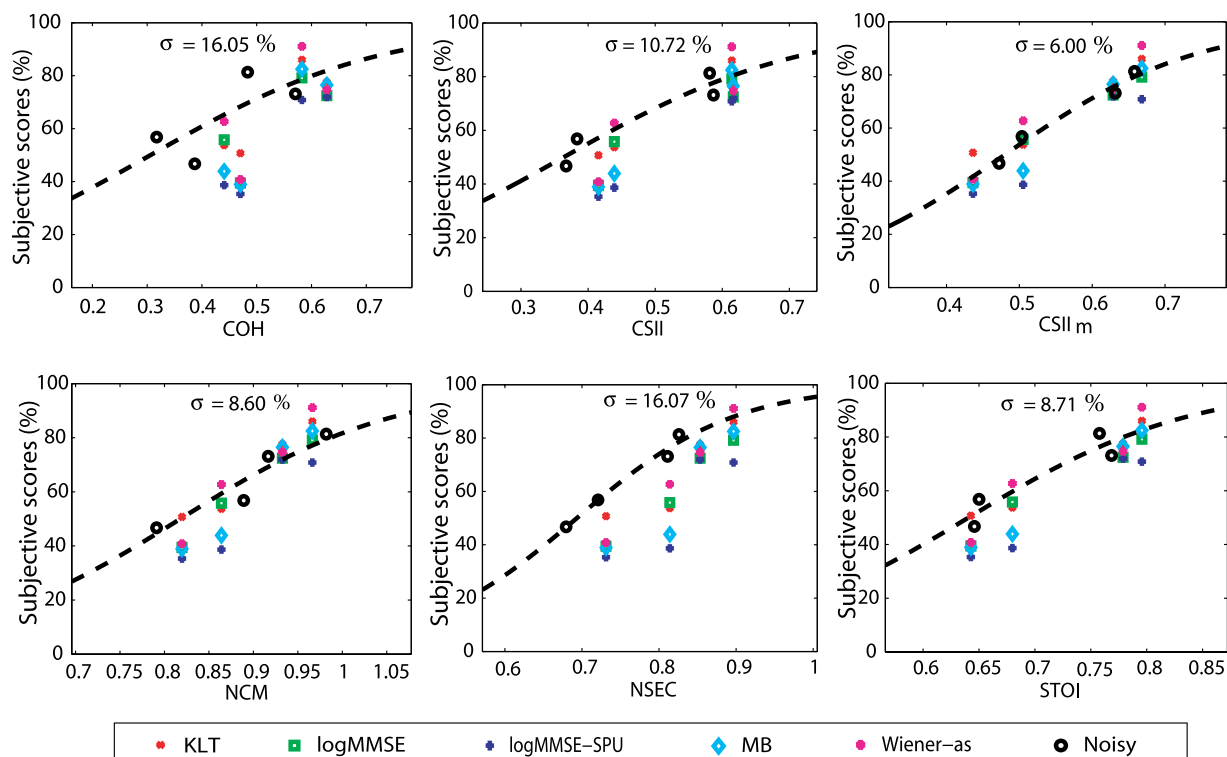 Subjective scores (%)
100
80
60
40
20
0
σ = 16.05 %
0.2 0.3 0.4 0.5 0.6 0.7
COH
Subjective scores (%)
100
80
60
40
20
0
σ = 10.72 %
0.3 0.4 0.5 0.6 0.7
CSII
Subjective scores (%)
100
80
60
40
20
0
σ = 6.00 %
0.4 0.5 0.6 0.7
CSII m
Subjective scores (%)
100
80
60
40
20
0
σ = 8.60 %
0.7 0.75 0.8 0.85 0.9 0.95 1 1.05
NCM
Subjective scores (%)
100
80
60
40
20
0
σ = 16.07 %
0.6 0.7 0.8 0.9 1
NSEC
Subjective scores (%)
100
80
60
40
20
0
σ = 8.71 %
0.6 0.65 0.7 0.75 0.8 0.85
STOI
KLT logMMSE logMMSE−SPU MB Wiener−as Noisy